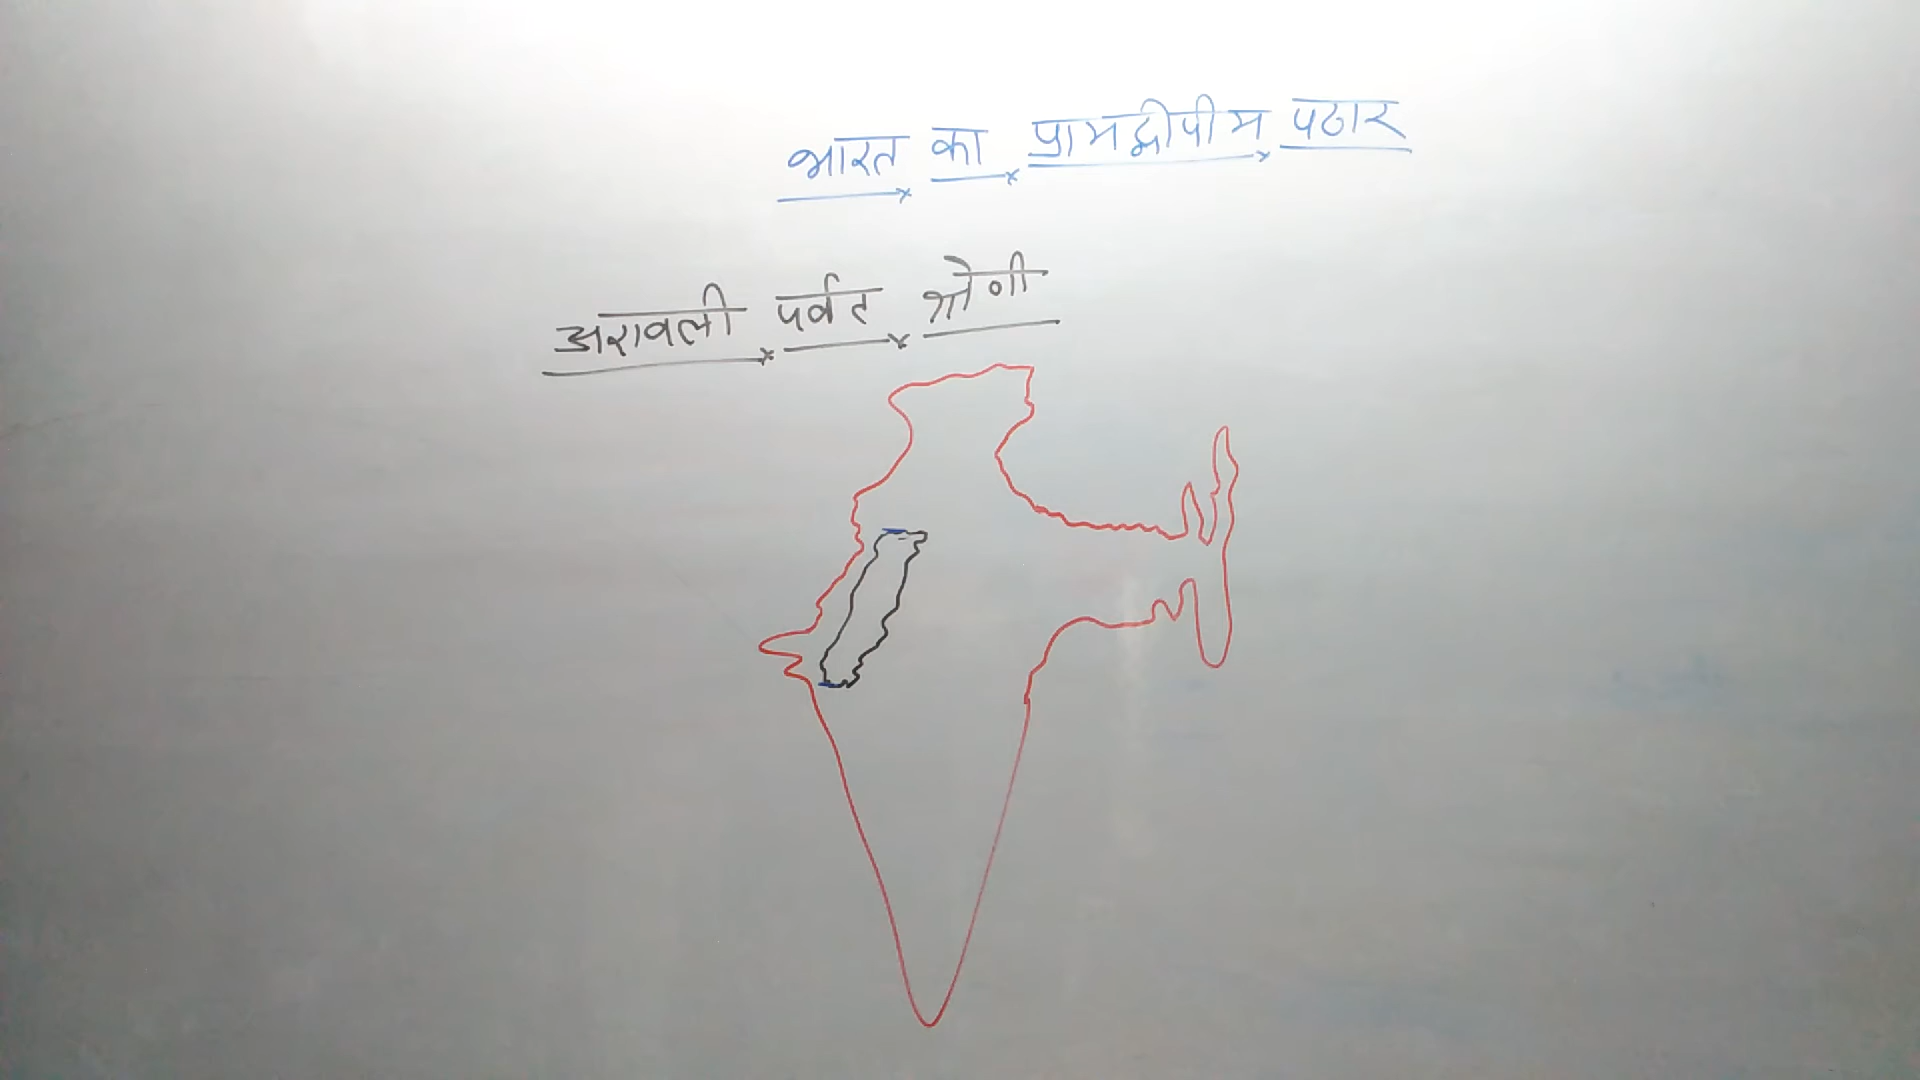 भारत का प्रायद्वीपीय पठार
अरावली पर्वत श्रेणी